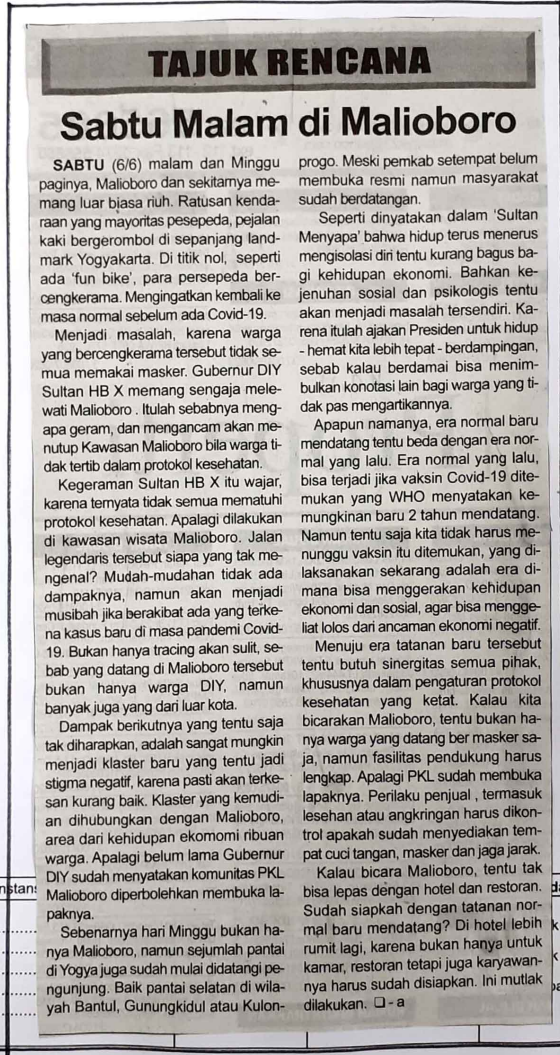 TAJUK RENCANA
Sabtu Malam di Malioboro
SABTU (6/6) malam dan Minggu
paginya, Malioboro dan sekitarnya me-
mang luar biasa riuh. Ratusan kenda-
raan yang mayoritas pesepeda, pejalan
kaki bergerombol di sepanjang land-
mark Yogyakarta. Di titik nol, seperti
ada 'fun bike', para persepeda ber-
cengkerama. Mengingatkan kembali ke
masa normal sebelum ada Covid-19.
Menjadi masalah, karena warga
yang bercengkerama tersebut tidak se-
mua memakai masker. Gubernur DIY
Sultan HB X memang sengaja mele-
wati Malioboro . Itulah sebabnya meng-
apa geram, dan mengancam akan me-
nutup Kawasan Malioboro bila warga ti-
dak tertib dalam protokol kesehatan.
Kegeraman Sultan HB X itu wajar,
karena ternyata tidak semua mematuhi
protokol kesehatan. Apalagi dilakukan
di kawasan wisata Malioboro. Jalan
legendaris tersebut siapa yang tak me-
ngenal? Mudah-mudahan tidak ada
dampaknya, namun akan menjadi
musibah jika berakibat ada yang terke-
na kasus baru di masa pandemi Covid-
19. Bukan hanya tracing akan sulit, se-
bab yang datang di Malioboro tersebut
bukan hanya warga DIY, namun
banyak juga yang dari luar kota.
Dampak berikutnya yang tentu saja
tak diharapkan, adalah sangat mungkin
menjadi klaster baru yang tentu jadi
stigma negatif, karena pasti akan terke-
san kurang baik. Klaster yang kemudi-
an dihubungkan dengan Malioboro,
area dari kehidupan ekomomi ribuan
warga. Apalagi belum lama Gubernur
DIY sudah menyatakan komunitas PKL
Malioboro diperbolehkan membuka la-
paknya.
Sebenarnya hari Minggu bukan ha-
nya Malioboro, namun sejumlah pantai
di Yogya juga sudah mulai didatangi pe-
ngunjung. Baik pantai selatan di wila-
yah Bantul, Gunungkidul atau Kulon-
progo. Meski pemkab setempat belum
membuka resmi namun masyarakat
sudah berdatangan.
Seperti dinyatakan dalam 'Sultan
Menyapa' bahwa hidup terus menerus
mengisolasi diri tentu kurang bagus ba-
gi kehidupan ekonomi. Bahkan ke-
jenuhan sosial dan psikologis tentu
akan menjadi masalah tersendiri. Ka-
rena itulah ajakan Presiden untuk hidup
- hemat kita lebih tepat - berdampingan,
sebab kalau berdamai bisa menim-
bulkan konotasi lain bagi warga yang ti-
dak pas mengartikannya.
Apapun namanya, era normal baru
mendatang tentu beda dengan era nor-
mal yang lalu. Era normal yang lalu,
bisa terjadi jika vaksin Covid-19 dite-
mukan yang WHO menyatakan ke-
mungkinan baru 2 tahun mendatang.
Namun tentu saja kita tidak harus me-
nunggu vaksin itu ditemukan, yang di-
laksanakan sekarang adalah era di-
mana bisa menggerakan kehidupan
ekonomi dan sosial, agar bisa mengge-
liat lolos dari ancaman ekonomi negatif.
Menuju era tatanan baru tersebut
tentu butuh sinergitas semua pihak,
khususnya dalam pengaturan protokol
kesehatan yang ketat. Kalau kita
bicarakan Malioboro, tentu bukan ha-
nya warga yang datang ber masker sa-
ja, namun fasilitas pendukung harus
lengkap. Apalagi PKL sudah membuka
lapaknya. Perilaku penjual , termasuk
lesehan atau angkringan harus dikon-
trol apakah sudah menyediakan tem-
pat cuci tangan, masker dan jaga jarak.
Kalau bicara Malioboro, tentu tak
bisa lepas dengan hotel dan restoran.
Sudah siapkah dengan tatanan nor-
mal baru mendatang? Di hotel lebih
rumit lagi, karena bukan hanya untuk
kamar, restoran tetapi juga karyawan-
nya harus sudah disiapkan. Ini mutlak
dilakukan. ❑ - a